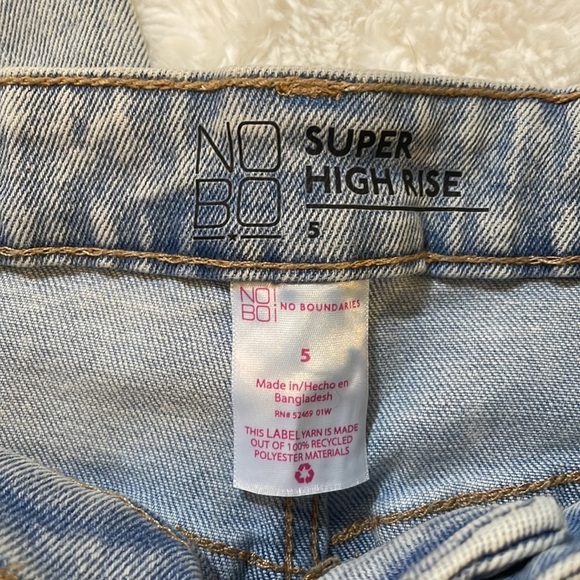 NO
BO
SUPER
HIGH RISE
5
NO
BO
NO BOUNDARIES
5
Made in/Hecho en
Bangladesh
RN# 52469 01W
THIS LABEL YARN IS MADE
OUT OF 100% RECYCLED
POLYESTER MATERIALS